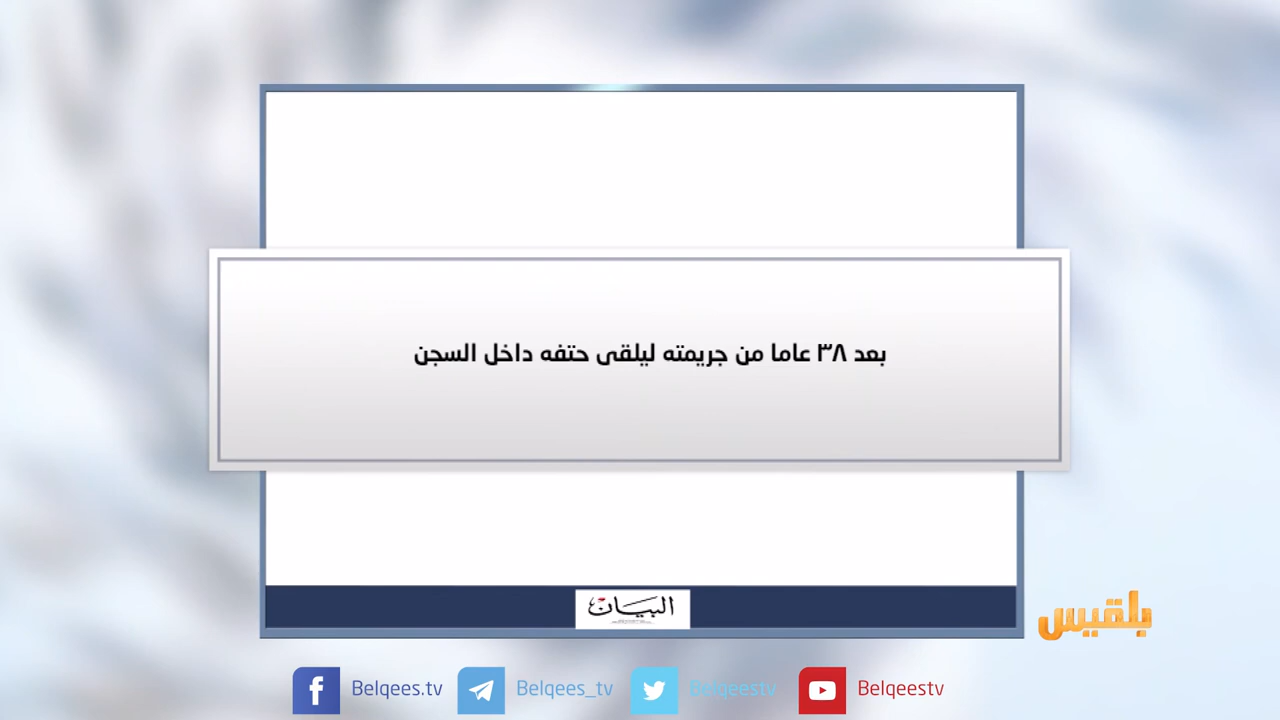 بعد ٣٨ عاما من جريمته ليلقى حتفه داخل السجن
البيان
بلقيس
Belqees.tv
Belqees_tv
Belqeestv
Belqeestv